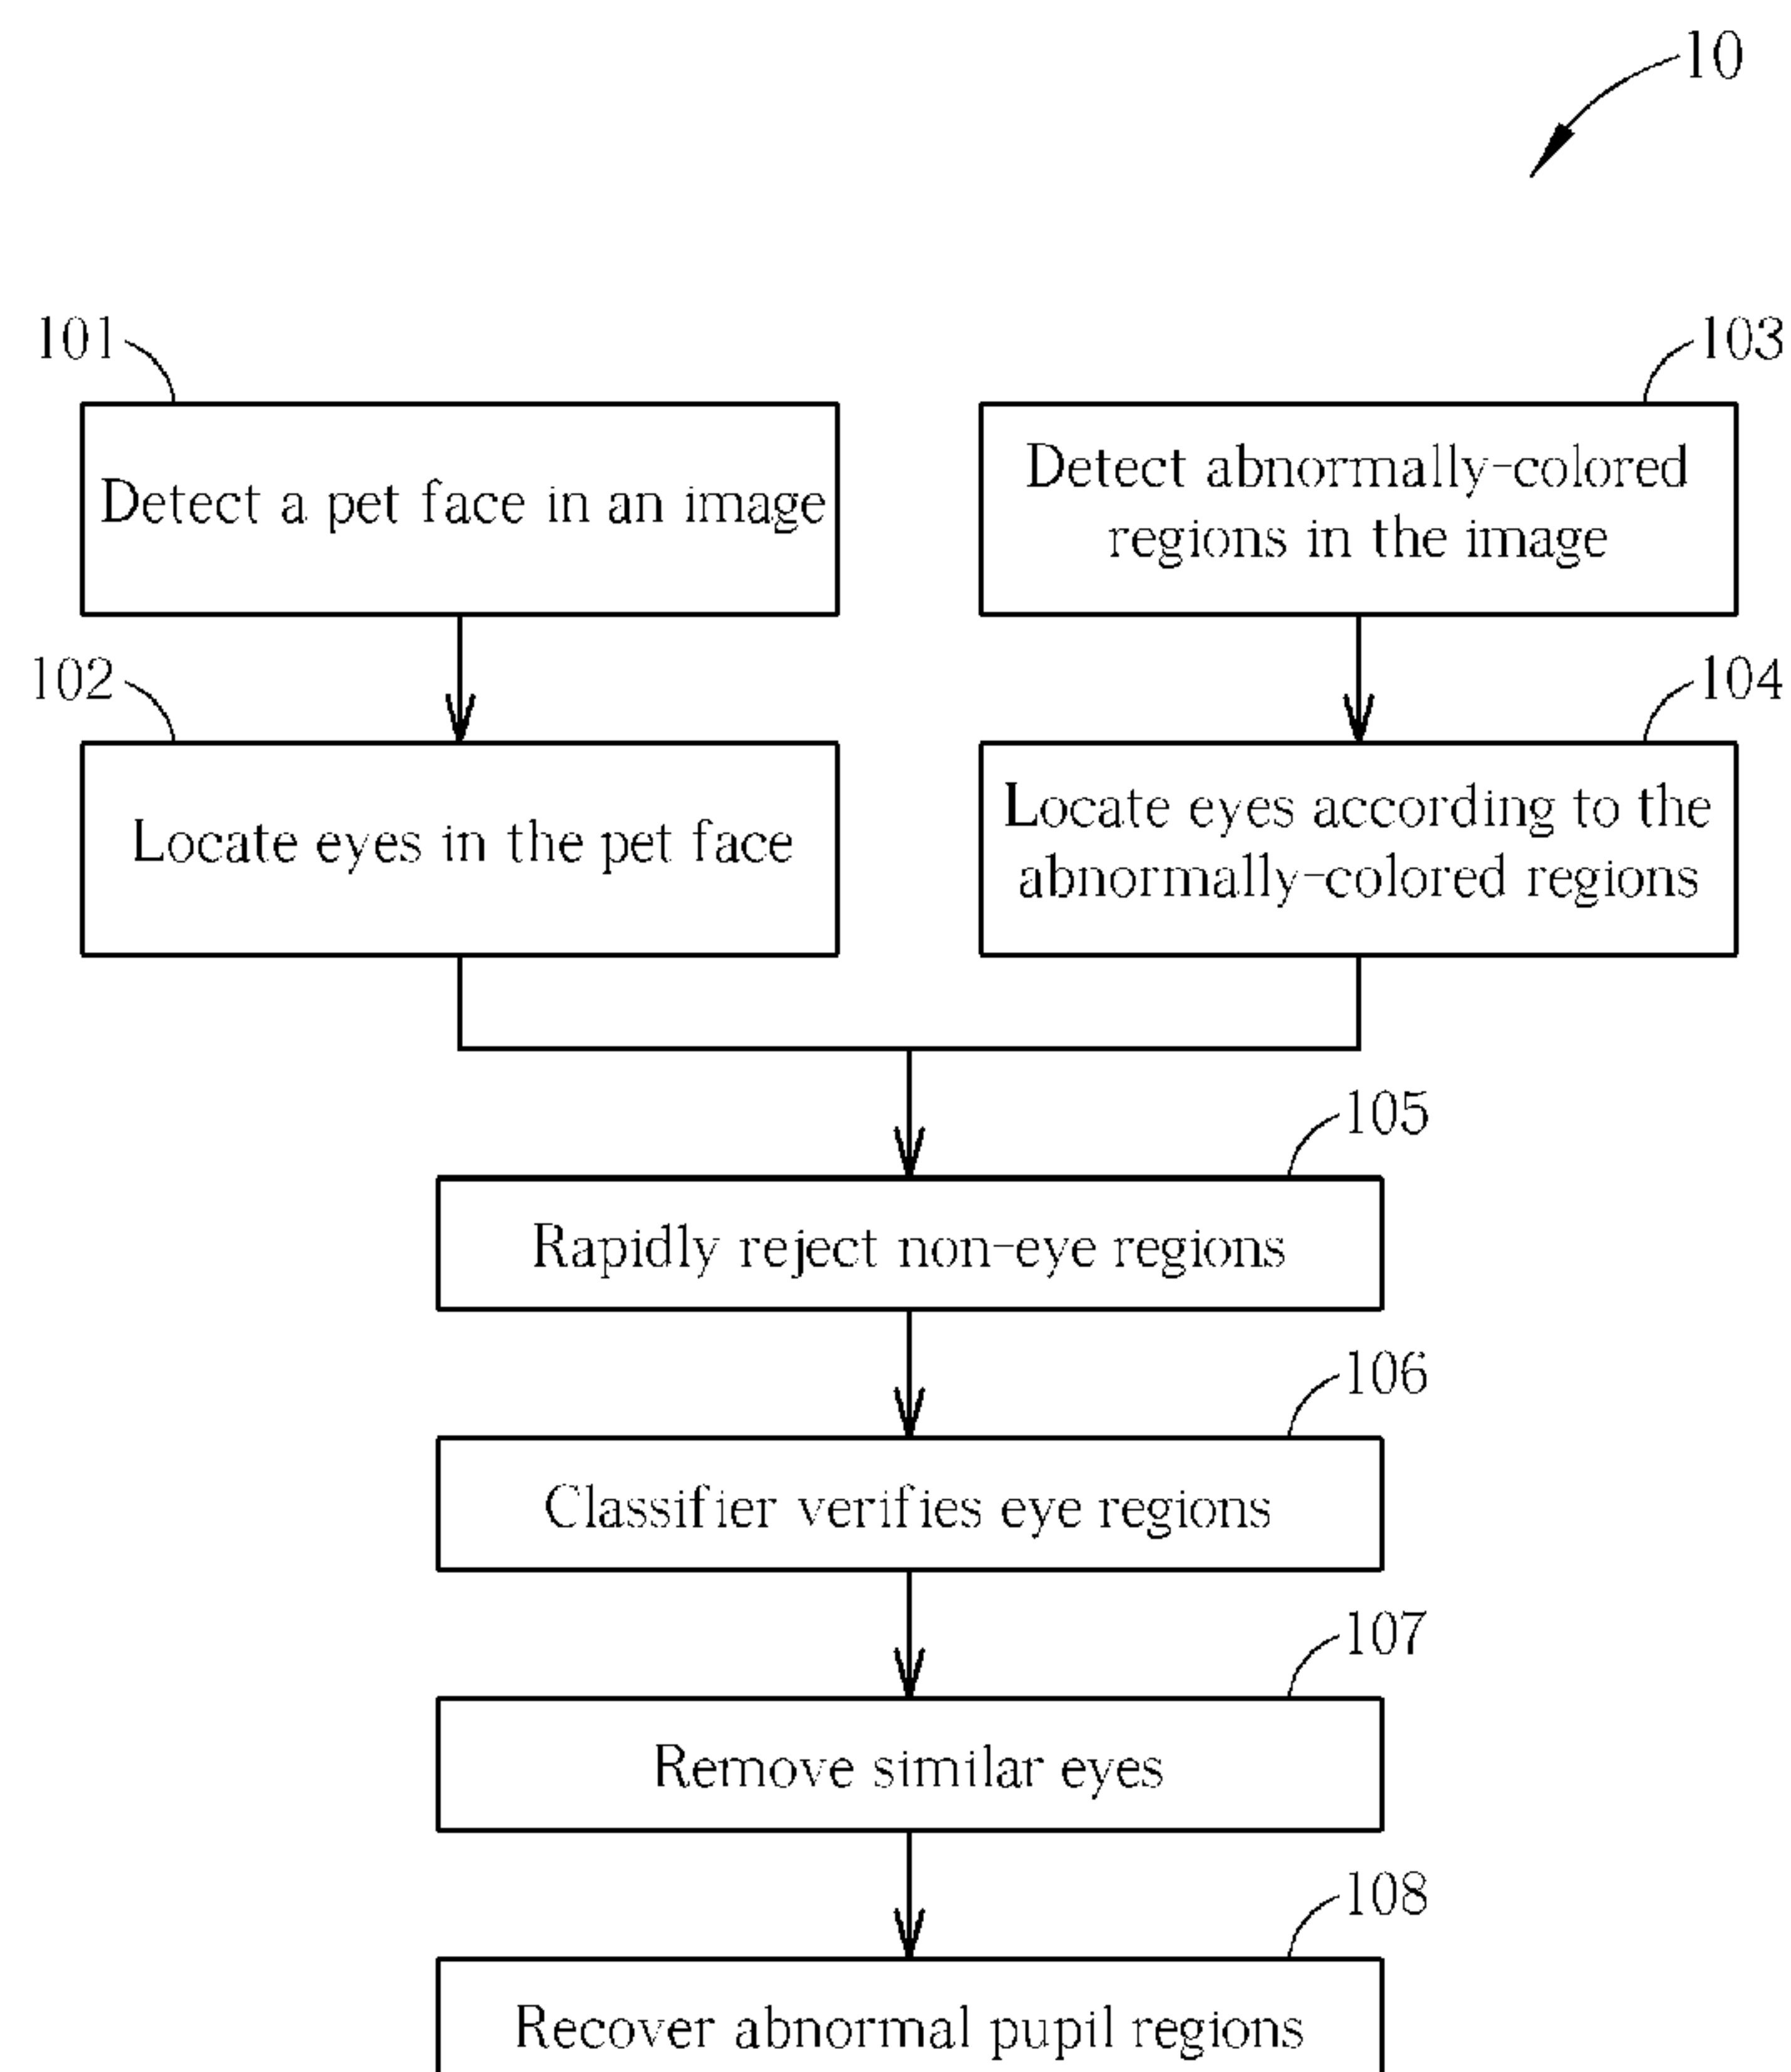 10
101
103
Detect a pet face in an image
Detect abnormally-colored
regions in the image
102
104
Locate eyes in the pet face
Locate eyes according to the
abnormally-colored regions
105
Rapidly reject non-eye regions
106
Classifier verifies eye regions
107
Remove similar eyes
108
Recover abnormal pupil regions